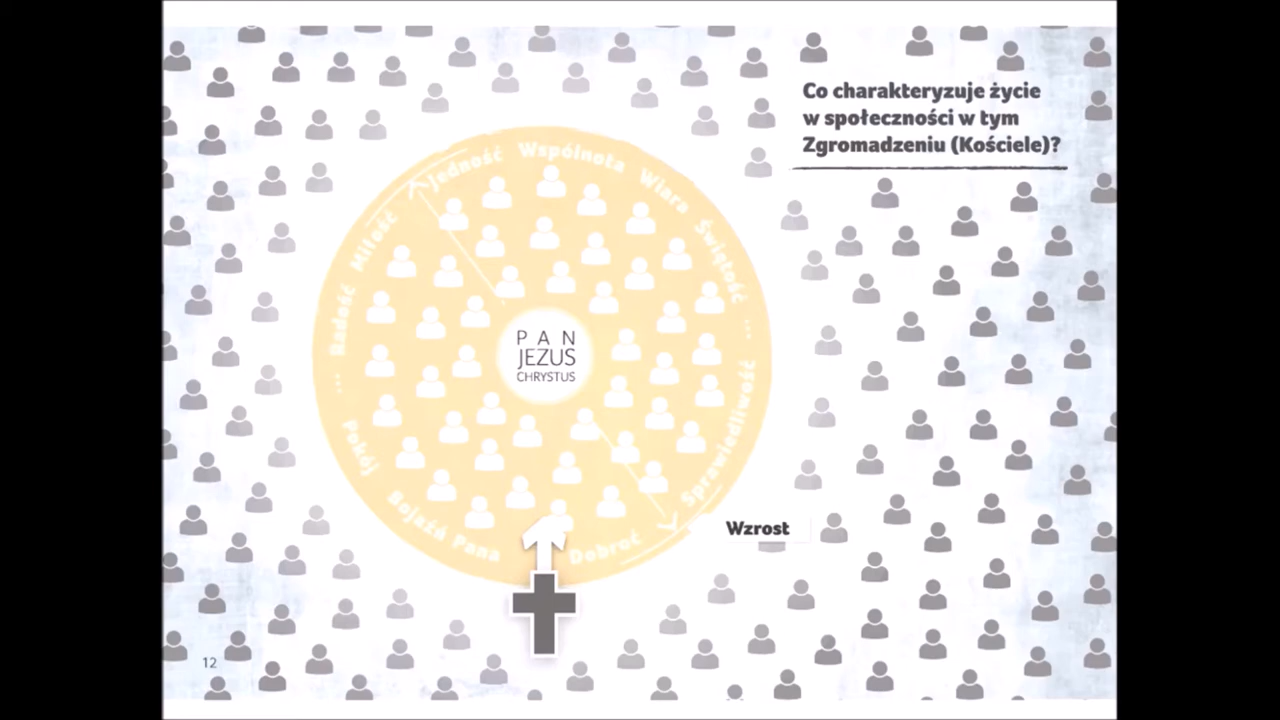 Co charakteryzuje życie
w społeczności w tym
Zgromadzeniu (Kościele)?
Jedność Wspólnota Wiara Świętość ...
Miłość
Radość
...
PAN
JEZUS
CHRYSTUS
Sprawiedliwość
Pokój
Bojaźń Pana
Dobroć
Wzrost
12